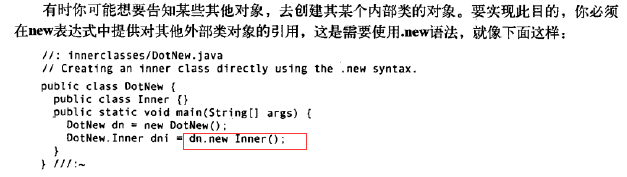 有时你可能想要告知某些其他对象，去创建其某个内部类的对象。要实现此目的，你必须
在new表达式中提供对其他外部类对象的引用，这是需要使用.new语法，就像下面这样：
//: innerclasses/DotNew.java
// Creating an inner class directly using the .new syntax.
public class DotNew {
  public class Inner {}
  public static void main(String[] args) {
    DotNew dn = new DotNew();
    DotNew.Inner dni = dn.new Inner();
  }
} ///:~